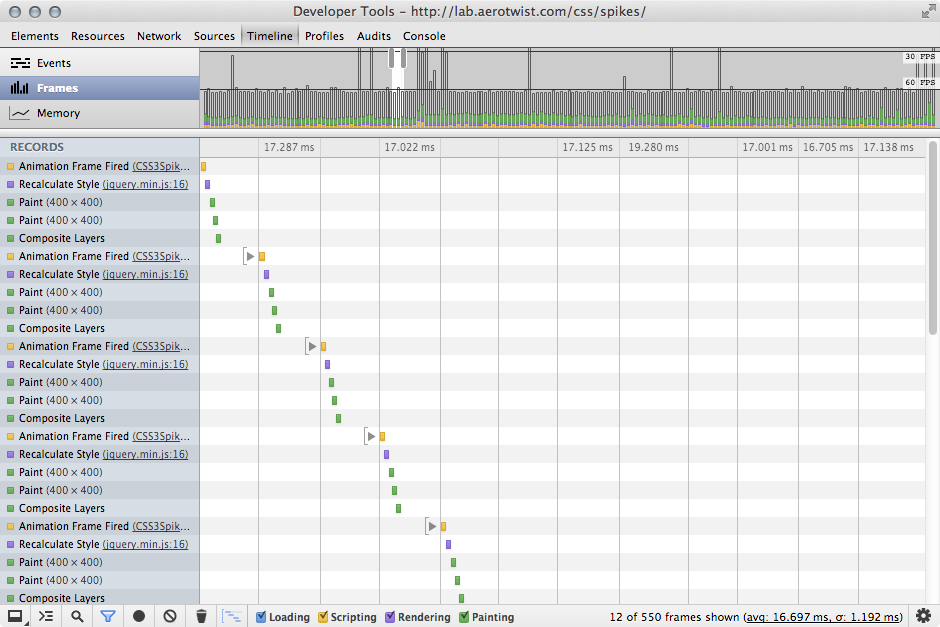 Developer Tools - http://lab.aerotwist.com/css/spikes/
Elements Resources Network Sources Timeline Profiles Audits Console
Events
Frames
Memory
30 FPS
60 FPS
RECORDS 17.287 ms 17.022 ms 17.125 ms 19.280 ms 17.001 ms 16.705 ms 17.138 ms
Animation Frame Fired (CSS3Spik...
Recalculate Style (jquery.min.js:16)
Paint (400 × 400)
Paint (400 × 400)
Composite Layers
Animation Frame Fired (CSS3Spik...
Recalculate Style (jquery.min.js:16)
Paint (400 × 400)
Paint (400 × 400)
Composite Layers
Animation Frame Fired (CSS3Spik...
Recalculate Style (jquery.min.js:16)
Paint (400 × 400)
Paint (400 × 400)
Composite Layers
Animation Frame Fired (CSS3Spik...
Recalculate Style (jquery.min.js:16)
Paint (400 × 400)
Paint (400 × 400)
Composite Layers
Animation Frame Fired (CSS3Spik...
Recalculate Style (jquery.min.js:16)
Paint (400 × 400)
Paint (400 × 400)
Composite Layers
Loading Scripting Rendering Painting 12 of 550 frames shown (avg: 16.697 ms, σ: 1.192 ms)